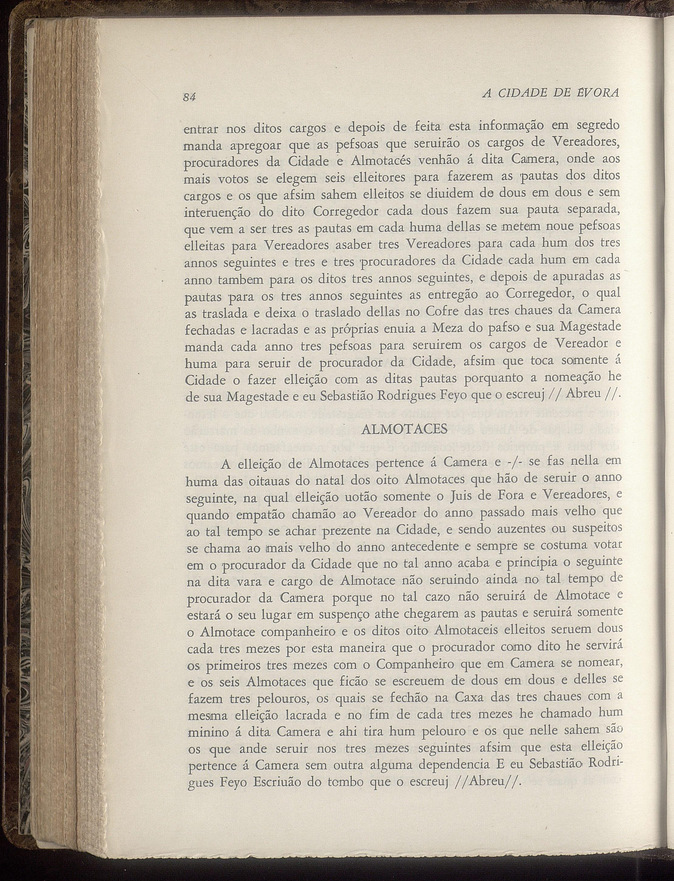 84
A CIDADE DE ÉVORA
entrar nos ditos cargos e depois de feita esta informação em segredo
manda apregoar que as pefsoas que seruirão os cargos de Vereadores,
procuradores da Cidade e Almotacés venhão á dita Camera, onde aos
mais votos se elegem seis elleitores para fazerem as pautas dos ditos
cargos e os que afsim sahem elleitos se diuidem de dous em dous e sem
interuenção do dito Corregedor cada dous fazem sua pauta separada,
que vem a ser tres as pautas em cada huma dellas se metem noue pefsoas
elleitas para Vereadores asaber tres Vereadores para cada hum dos tres
annos seguintes e tres e tres procuradores da Cidade cada hum em cada
anno tambem para os ditos tres annos seguintes, e depois de apuradas as
pautas para os tres annos seguintes as entregão ao Corregedor, o qual
as traslada e deixa o traslado dellas no Cofre das tres chaues da Camera
fechadas e lacradas e as próprias enuia a Meza do pafso e sua Magestade
manda cada anno tres pefsoas para seruirem os cargos de Vereador e
huma para seruir de procurador da Cidade, afsim que toca somente á
Cidade o fazer elleição com as ditas pautas porquanto a nomeação he
de sua Magestade e eu Sebastião Rodrigues Feyo que o escreuj // Abreu //.
ALMOTACES
A elleição de Almotaces pertence á Camera e -/- se fas nella em
huma das oitauas do natal dos oito Almotaces que hão de seruir o anno
seguinte, na qual elleição uotão somente o Juis de Fora e Vereadores, e
quando empatão chamão ao Vereador do anno passado mais velho que
ao tal tempo se achar prezente na Cidade, e sendo auzentes ou suspeitos
se chama ao mais velho do anno antecedente e sempre se costuma votar
em o procurador da Cidade que no tal anno acaba e principia o seguinte
na dita vara e cargo de Almotace não seruindo ainda no tal tempo de
procurador da Camera porque no tal cazo não seruirá de Almotace e
estará o seu lugar em suspenço athe chegarem as pautas e seruirá somente
o Almotace companheiro e os ditos oito Almotaceis elleitos seruem dous
cada tres mezes por esta maneira que o procurador como dito he servirá
os primeiros tres mezes com o Companheiro que em Camera se nomear,
e os seis Almotaces que ficão se escreuem de dous em dous e delles se
fazem tres pelouros, os quais se fechão na Caxa das tres chaues com a
mesma elleição lacrada e no fim de cada tres mezes he chamado hum
minino á dita Camera e ahi tira hum pelouro e os que nelle sahem são
os que ande seruir nos tres mezes seguintes afsim que esta elleição
pertence á Camera sem outra alguma dependencia E eu Sebastião Rodri-
gues Feyo Escriuão do tombo que o escreuj //Abreu//.